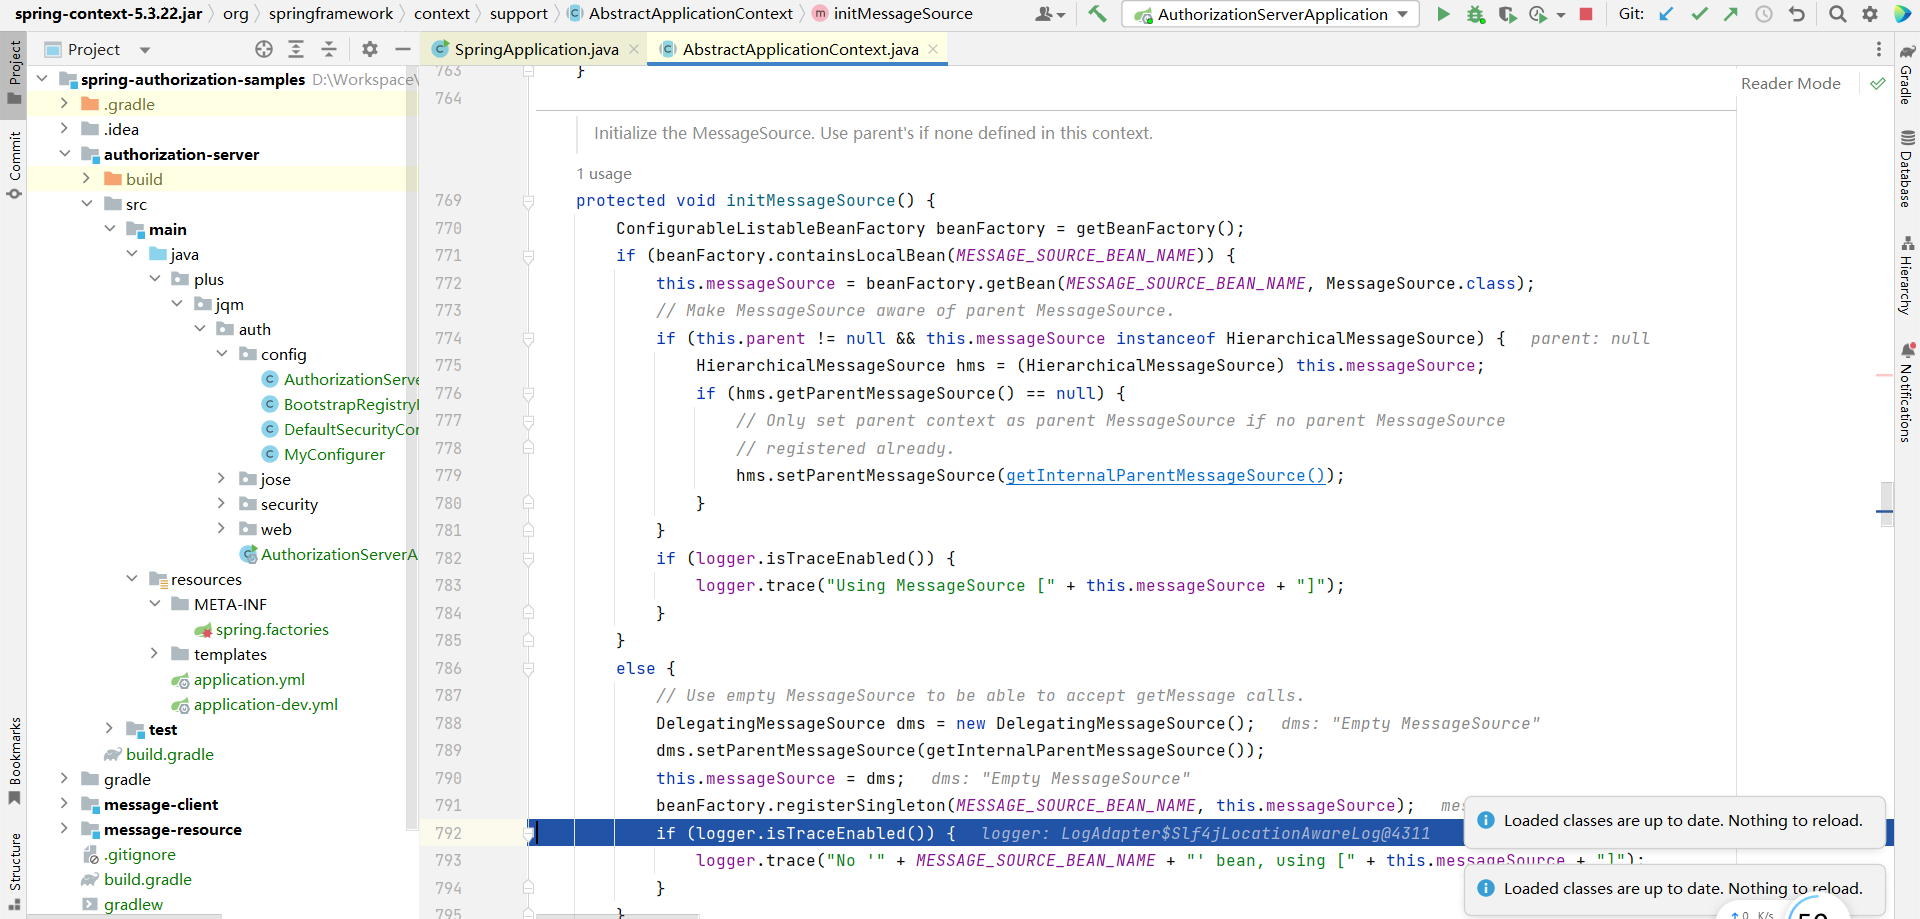 spring-context-5.3.22.jar › org › springframework › context › support › AbstractApplicationContext › initMessageSource
AuthorizationServerApplication
Git:
Project
SpringApplication.java
AbstractApplicationContext.java
Project
Commit
Bookmarks
Structure
spring-authorization-samples D:\Workspace\
.gradle
.idea
authorization-server
build
src
main
java
plus
jqm
auth
config
AuthorizationServe
BootstrapRegistry
DefaultSecurityCo
MyConfigurer
jose
security
web
AuthorizationServerA
resources
META-INF
spring.factories
templates
application.yml
application-dev.yml
test
build.gradle
gradle
message-client
message-resource
.gitignore
build.gradle
gradlew
Reader Mode
763 }
764
Initialize the MessageSource. Use parent's if none defined in this context.
1 usage
769 protected void initMessageSource() {
770 ConfigurableListableBeanFactory beanFactory = getBeanFactory();
771 if (beanFactory.containsLocalBean(MESSAGE_SOURCE_BEAN_NAME)) {
772 this.messageSource = beanFactory.getBean(MESSAGE_SOURCE_BEAN_NAME, MessageSource.class);
773 // Make MessageSource aware of parent MessageSource.
774 if (this.parent != null && this.messageSource instanceof HierarchicalMessageSource) { parent: null
775 HierarchicalMessageSource hms = (HierarchicalMessageSource) this.messageSource;
776 if (hms.getParentMessageSource() == null) {
777 // Only set parent context as parent MessageSource if no parent MessageSource
778 // registered already.
779 hms.setParentMessageSource(getInternalParentMessageSource());
780 }
781 }
782 if (logger.isTraceEnabled()) {
783 logger.trace("Using MessageSource [" + this.messageSource + "]");
784 }
785 }
786 else {
787 // Use empty MessageSource to be able to accept getMessage calls.
788 DelegatingMessageSource dms = new DelegatingMessageSource(); dms: "Empty MessageSource"
789 dms.setParentMessageSource(getInternalParentMessageSource());
790 this.messageSource = dms; dms: "Empty MessageSource"
791 beanFactory.registerSingleton(MESSAGE_SOURCE_BEAN_NAME, this.messageSource);
792 if (logger.isTraceEnabled()) { logger: LogAdapter$Slf4jLocationAwareLog@4311
793 logger.trace("No '" + MESSAGE_SOURCE_BEAN_NAME + "' bean, using [" + this.messageSource + "]");
794 }
795 }
Loaded classes are up to date. Nothing to reload.
Loaded classes are up to date. Nothing to reload.
0 K/s
Gradle
Database
Hierarchy
Notifications